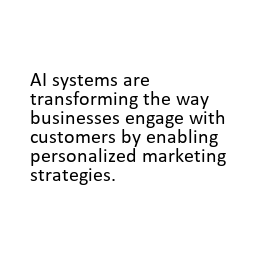 AI systems are
transforming the way
businesses engage with
customers by enabling
personalized marketing
strategies.